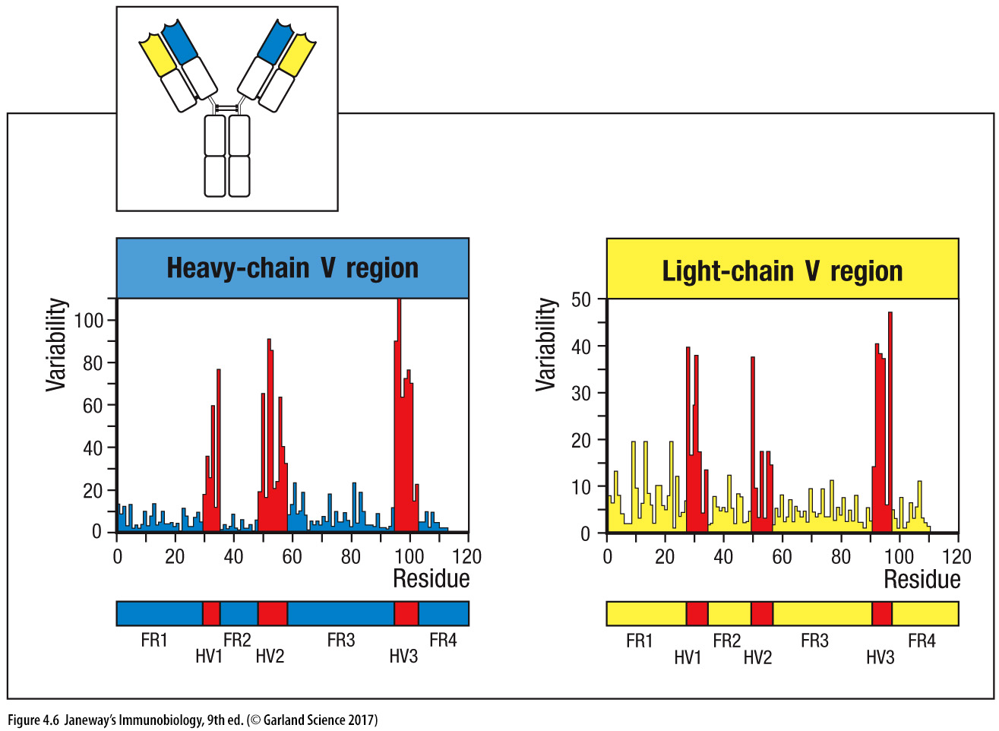 Heavy-chain V region
Variability
100
80
60
40
20
0
0 20 40 60 80 100 120
Residue
FR1 FR2 FR3 FR4
HV1 HV2 HV3
Light-chain V region
Variability
50
40
30
20
10
0
0 20 40 60 80 100 120
Residue
FR1 FR2 FR3 FR4
HV1 HV2 HV3
Figure 4.6 Janeway’s Immunobiology, 9th ed. (© Garland Science 2017)